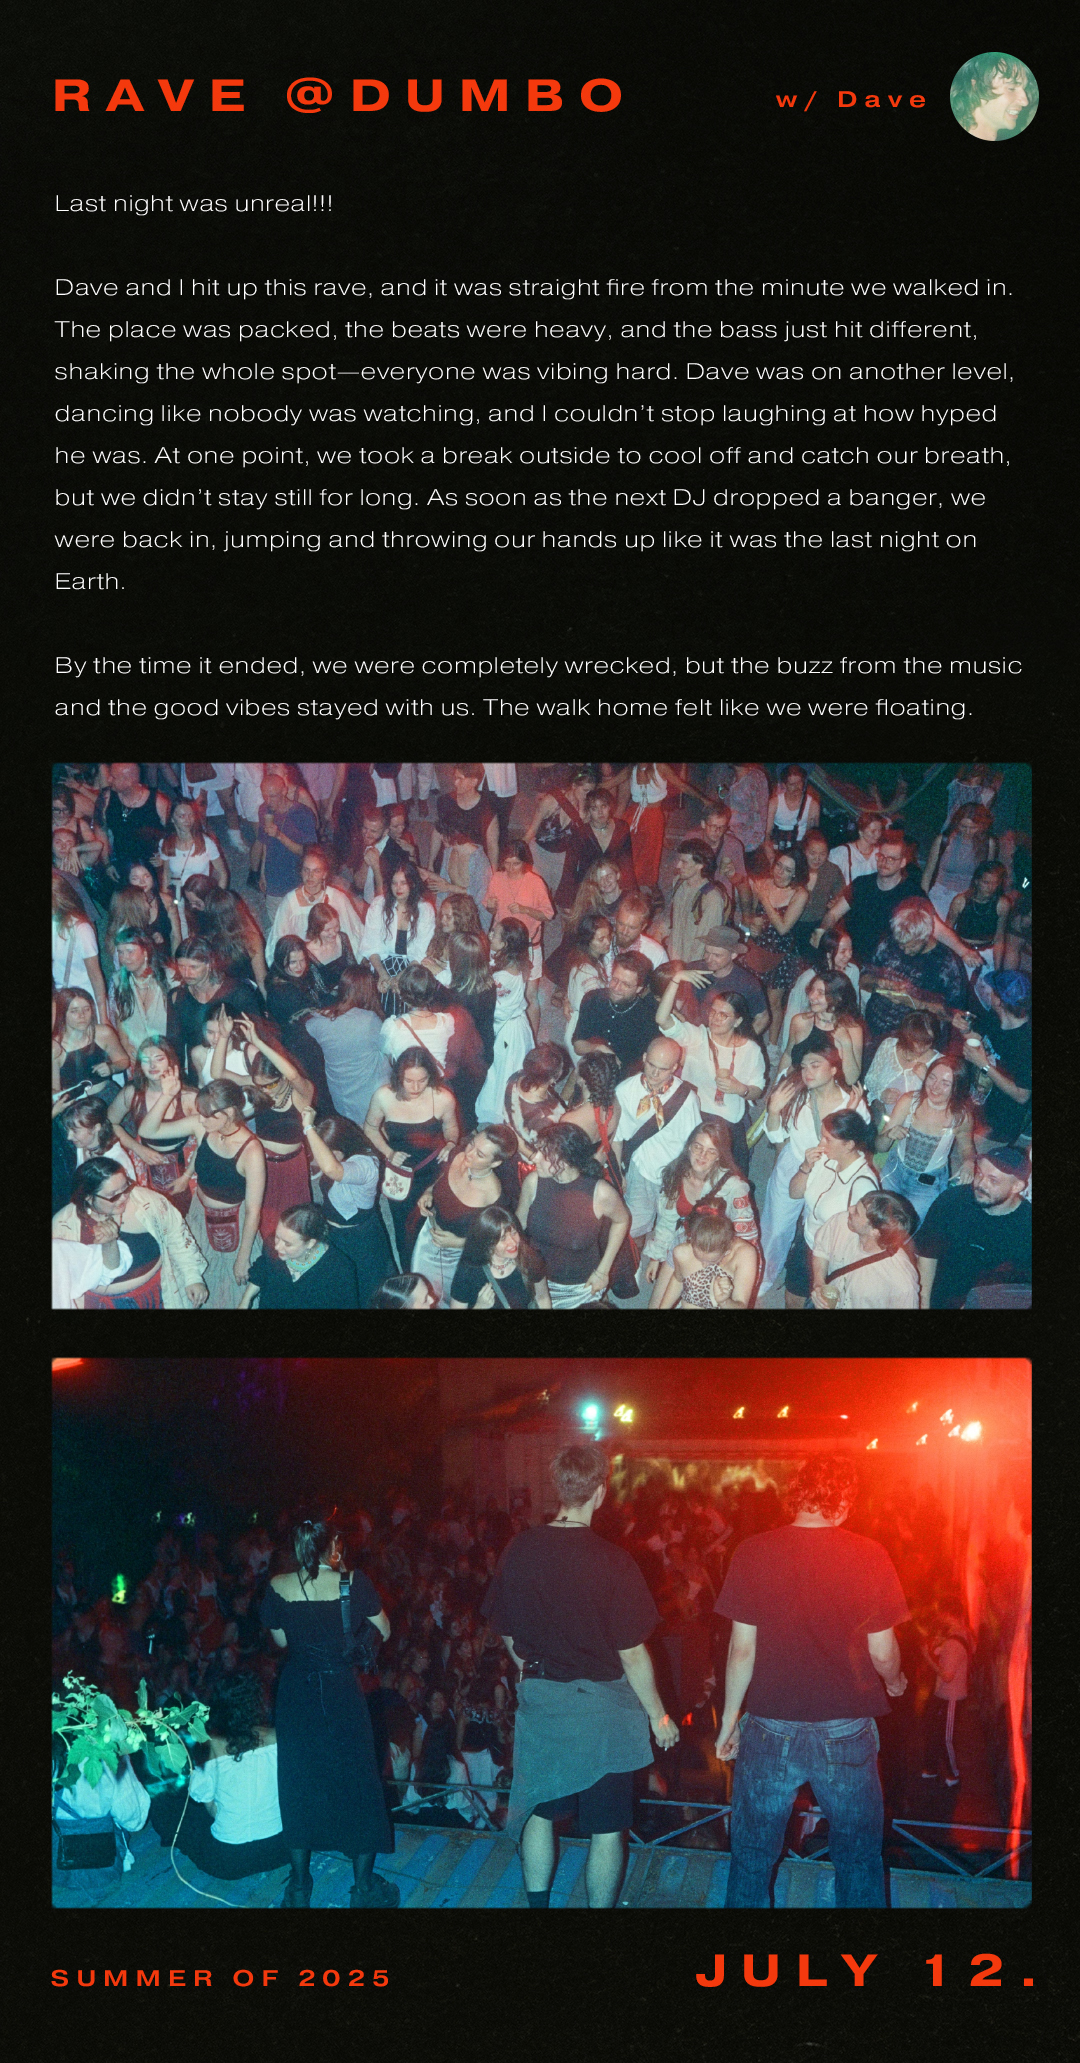 RAVE @DUMBO
w/ Dave
Last night was unreal!!!
Dave and I hit up this rave, and it was straight fire from the minute we walked in.
The place was packed, the beats were heavy, and the bass just hit different,
shaking the whole spot—everyone was vibing hard. Dave was on another level,
dancing like nobody was watching, and I couldn’t stop laughing at how hyped
he was. At one point, we took a break outside to cool off and catch our breath,
but we didn’t stay still for long. As soon as the next DJ dropped a banger, we
were back in, jumping and throwing our hands up like it was the last night on
Earth.
By the time it ended, we were completely wrecked, but the buzz from the music
and the good vibes stayed with us. The walk home felt like we were floating.
SUMMER OF 2025
JULY 12.